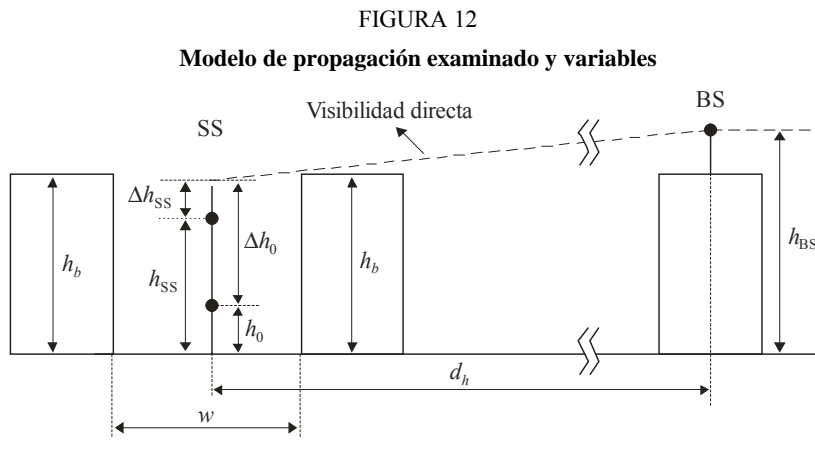 FIGURA 12
Modelo de propagación examinado y variables
SS
Visibilidad directa
BS
Δh_SS
h_b
h_SS
Δh_0
h_0
h_b
h_BS
d_h
w